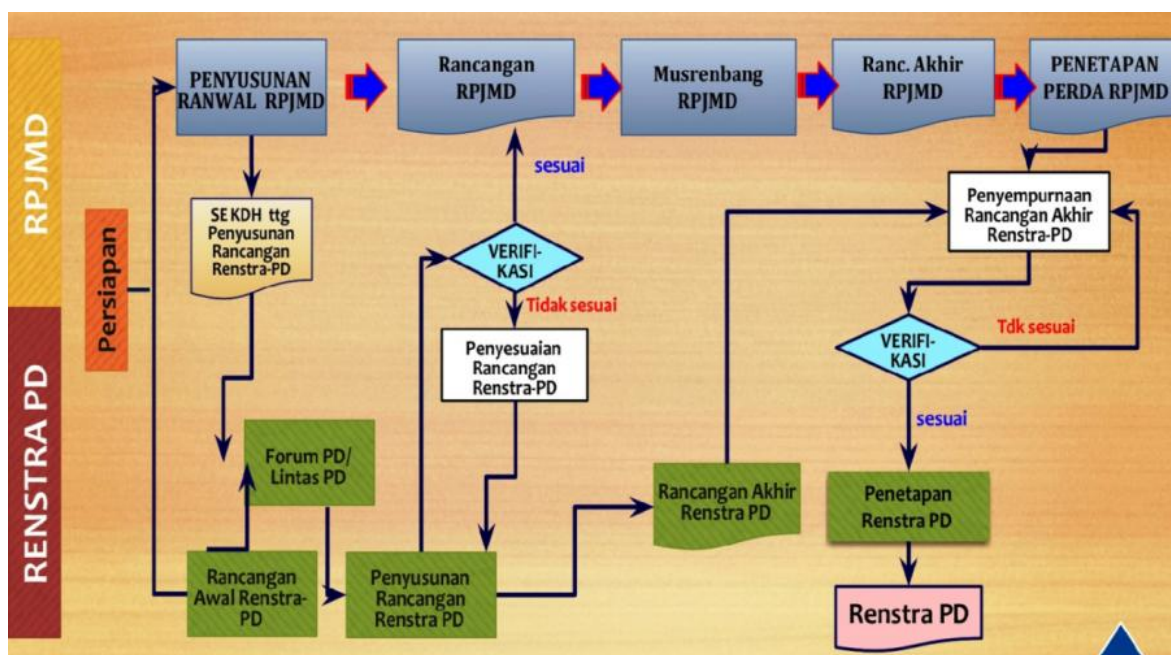 RPJMD
RENSTRA PD
Persiapan
PENYUSUNAN
RANWAL RPJMD
Rancangan
RPJMD
Musrenbang
RPJMD
Ranc. Akhir
RPJMD
PENETAPAN
PERDA RPJMD
SE KDH ttg
Penyusunan
Rancangan
Renstra-PD
sesuai
VERIFI-
KASI
Tidak sesuai
Penyesuaian
Rancangan
Renstra-PD
Penyempurnaan
Rancangan Akhir
Renstra-PD
VERIFI-
KASI
Tdk sesuai
sesuai
Forum PD/
Lintas PD
Rancangan
Awal Renstra-
PD
Penyusunan
Rancangan
Renstra PD
Rancangan Akhir
Renstra PD
Penetapan
Renstra PD
Renstra PD